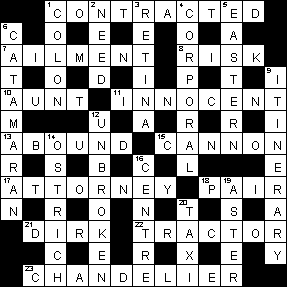 1 C O 2 N T 3 R A 4 C T 5 E D
6 C O E E O A
7 A I L M E N T 8 R I S K
T O D I P T 9 I
10 A U N T 11 I N N O C E N T
M 12 U A R R I
13 A B 14 O U N D 15 C A N N O N
R S B 16 C L E
17 A T T O R N E Y 18 P 19 A I R
N R O N 20 T S A
21 D I R K 22 T R A C T O R
C E R X I Y
23 C H A N D E L I E R